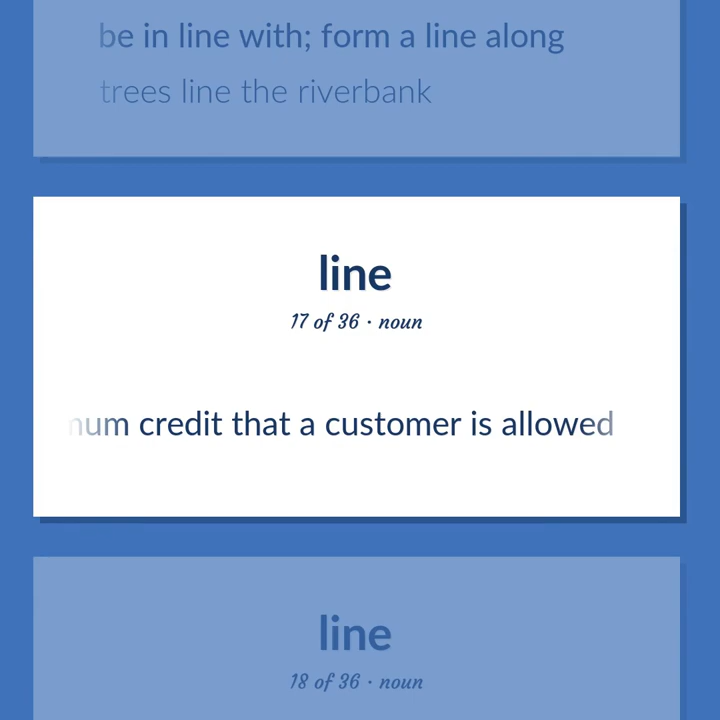 be in line with; form a line along
trees line the riverbank
line
17 of 36 · noun
credit that a customer is allowed
line
18 of 36 · noun